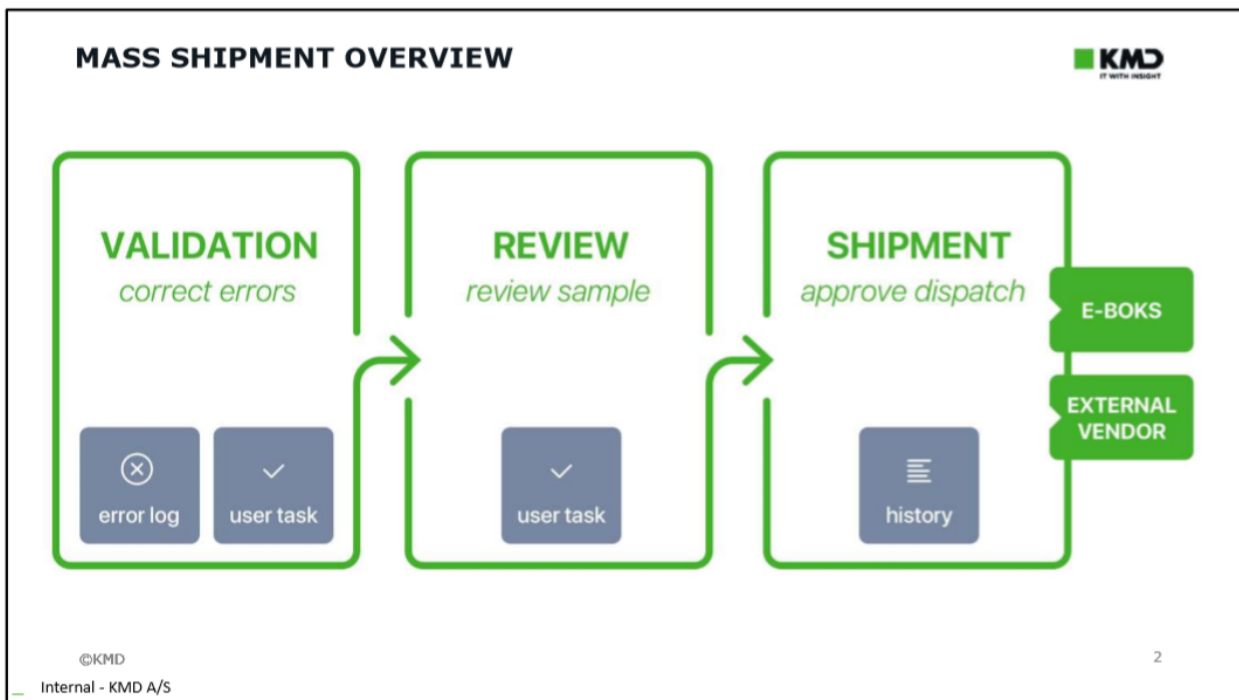 MASS SHIPMENT OVERVIEW
KMD
IT WITH INSIGHT
VALIDATION
correct errors
error log
user task
REVIEW
review sample
user task
SHIPMENT
approve dispatch
history
E-BOKS
EXTERNAL
VENDOR
©KMD
2
Internal - KMD A/S